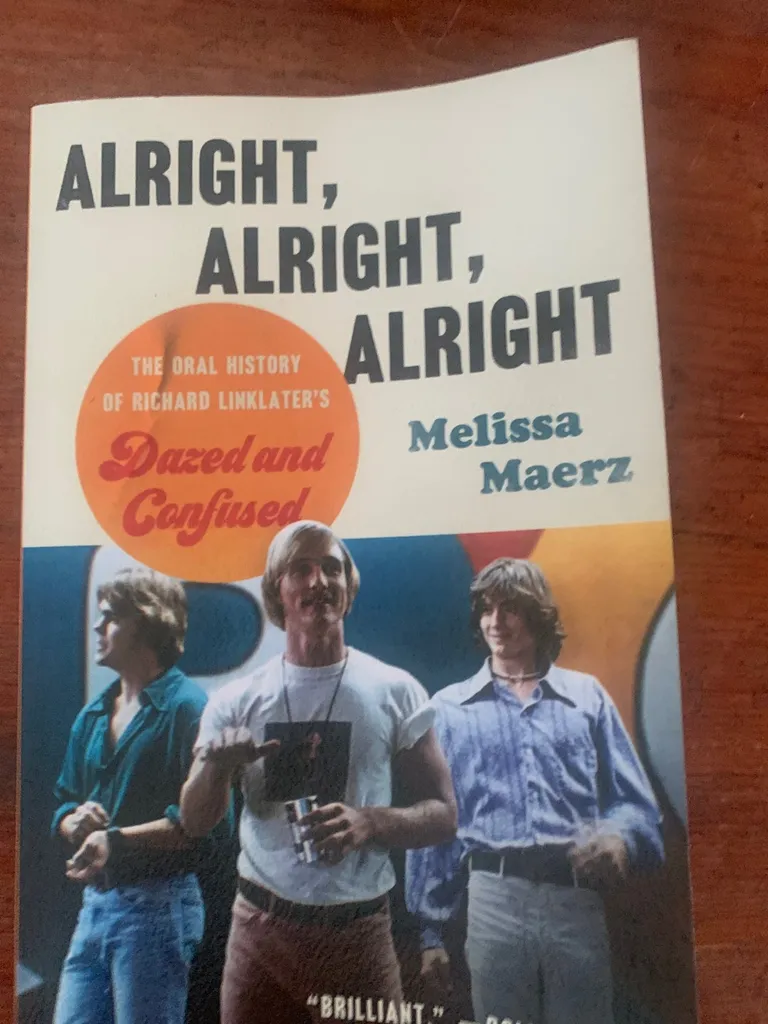 ALRIGHT,
ALRIGHT,
ALRIGHT
THE ORAL HISTORY
OF RICHARD LINKLATER'S
Dazed and
Confused
Melissa
Maerz
"BRILLIANT." —